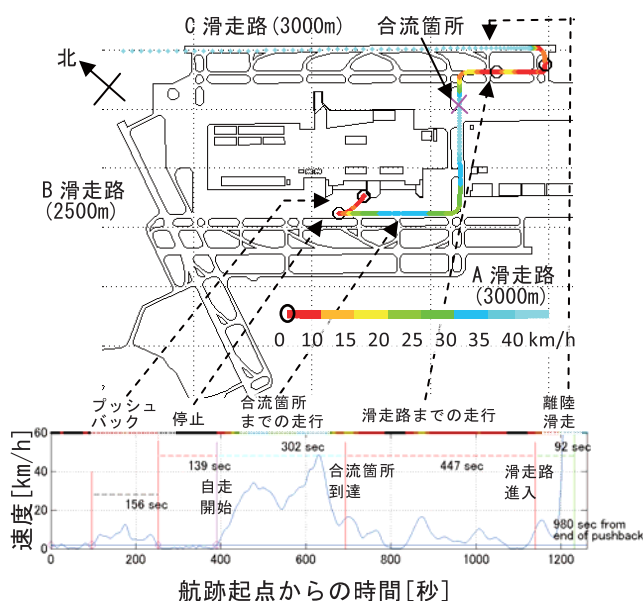 C 滑走路(3000m)
合流箇所
北
B 滑走路
(2500m)
A 滑走路
(3000m)
0 10 15 20 25 30 35 40 km/h
プッシュ
バック
停止
合流箇所
までの走行
滑走路までの走行
離陸
滑走
速度[km/h]
60
40
20
0
156 sec
139 sec
自走
開始
302 sec
合流箇所
到達
447 sec
滑走路
進入
92 sec
980 sec from
end of pushback
0 200 400 600 800 1000 1200
航跡起点からの時間[秒]